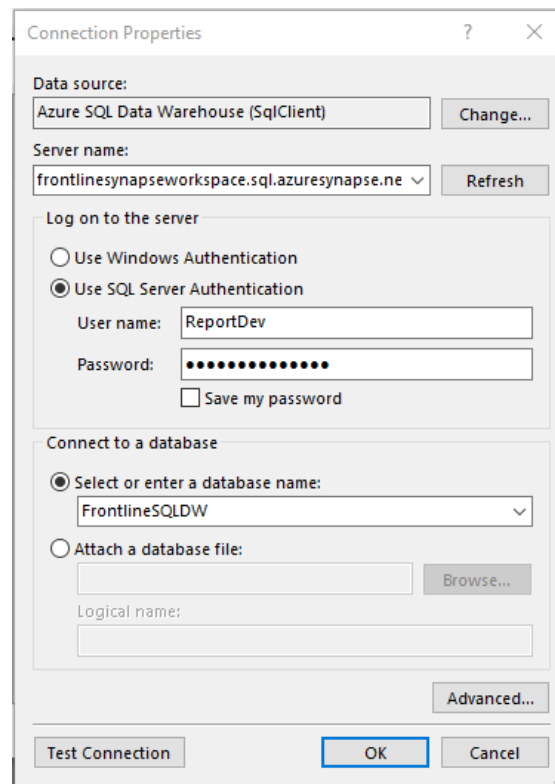 Connection Properties
Data source:
Azure SQL Data Warehouse (SqlClient)
Change...
Server name:
frontlinesynapseworkspace.sql.azuresynapse.ne
Refresh
Log on to the server
Use Windows Authentication
Use SQL Server Authentication
User name:
ReportDev
Password:
●●●●●●●●●●●●●●
Save my password
Connect to a database
Select or enter a database name:
FrontlineSQLDW
Attach a database file:
Browse...
Logical name:
Advanced...
Test Connection
OK
Cancel